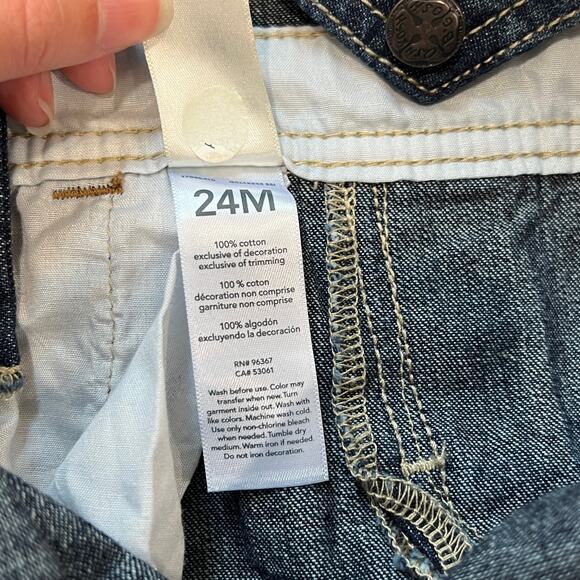 24M
100% cotton
exclusive of decoration
exclusive of trimming
100 % coton
décoration non comprise
garniture non comprise
100% algodón
excluyendo la decoración
RN# 96367
CA# 53061
Wash before use. Color may
transfer when new. Turn
garment inside out. Wash with
like colors. Machine wash cold.
Use only non-chlorine bleach
when needed. Tumble dry
medium. Warm iron if needed.
Do not iron decoration.